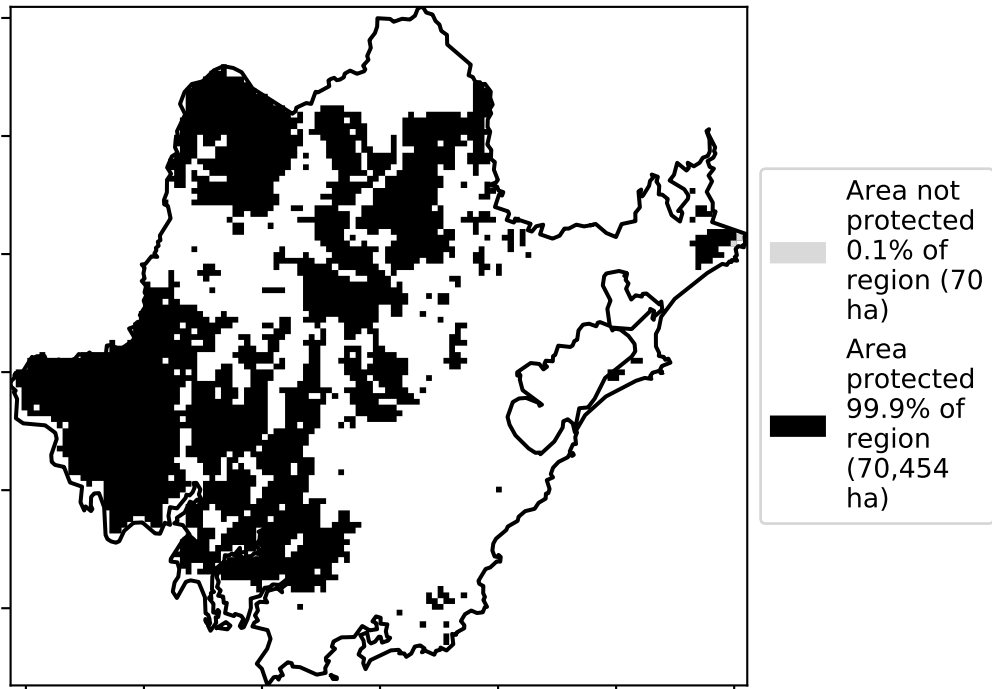 Area not
protected
0.1% of
region (70
ha)
Area
protected
99.9% of
region
(70,454
ha)